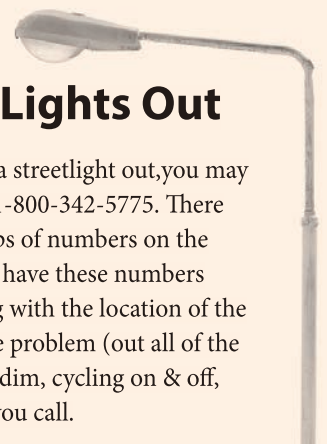 Lights Out
a streetlight out,you may
-800-342-5775. There
of numbers on the
have these numbers
with the location of the
problem (out all of the
dim, cycling on & off,
you call.